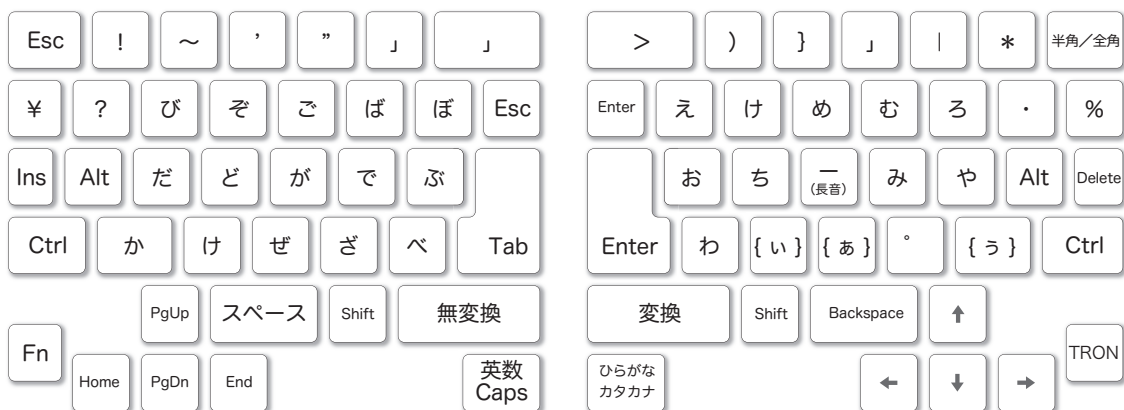 Esc ! ～ ’ ” 」 」 ＞ ） ｝ 」 ｜ ＊ 半角／全角
¥ ? び ぞ ご ば ぼ Esc Enter え け め む ろ ・ %
Ins Alt だ ど が で ぶ お ち ー み や Alt Delete
（長音）
Ctrl か け ぜ ざ べ Tab Enter わ { ぃ } { ぁ } ゜ { ぅ } Ctrl
PgUp スペース Shift 無変換 変換 Shift Backspace ↑
Fn TRON
Home PgDn End 英数 ひらがな ← ↓ →
Caps カタカナ